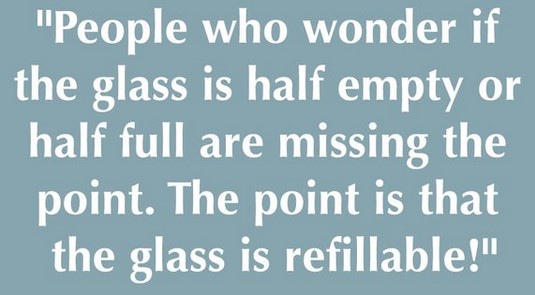 "People who wonder if
the glass is half empty or
half full are missing the
point. The point is that
the glass is refillable!"